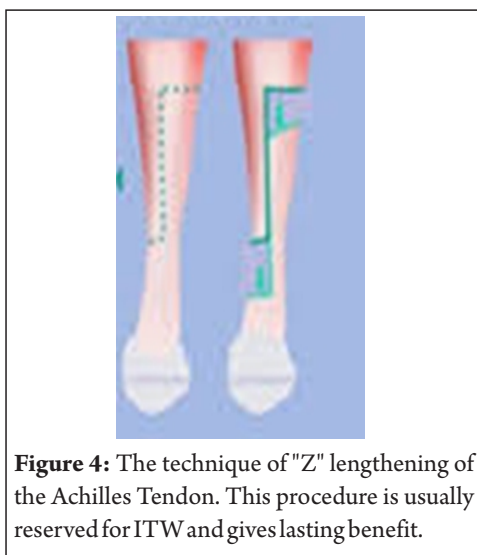 Figure 4: The technique of "Z" lengthening of
the Achilles Tendon. This procedure is usually
reserved for ITW and gives lasting benefit.